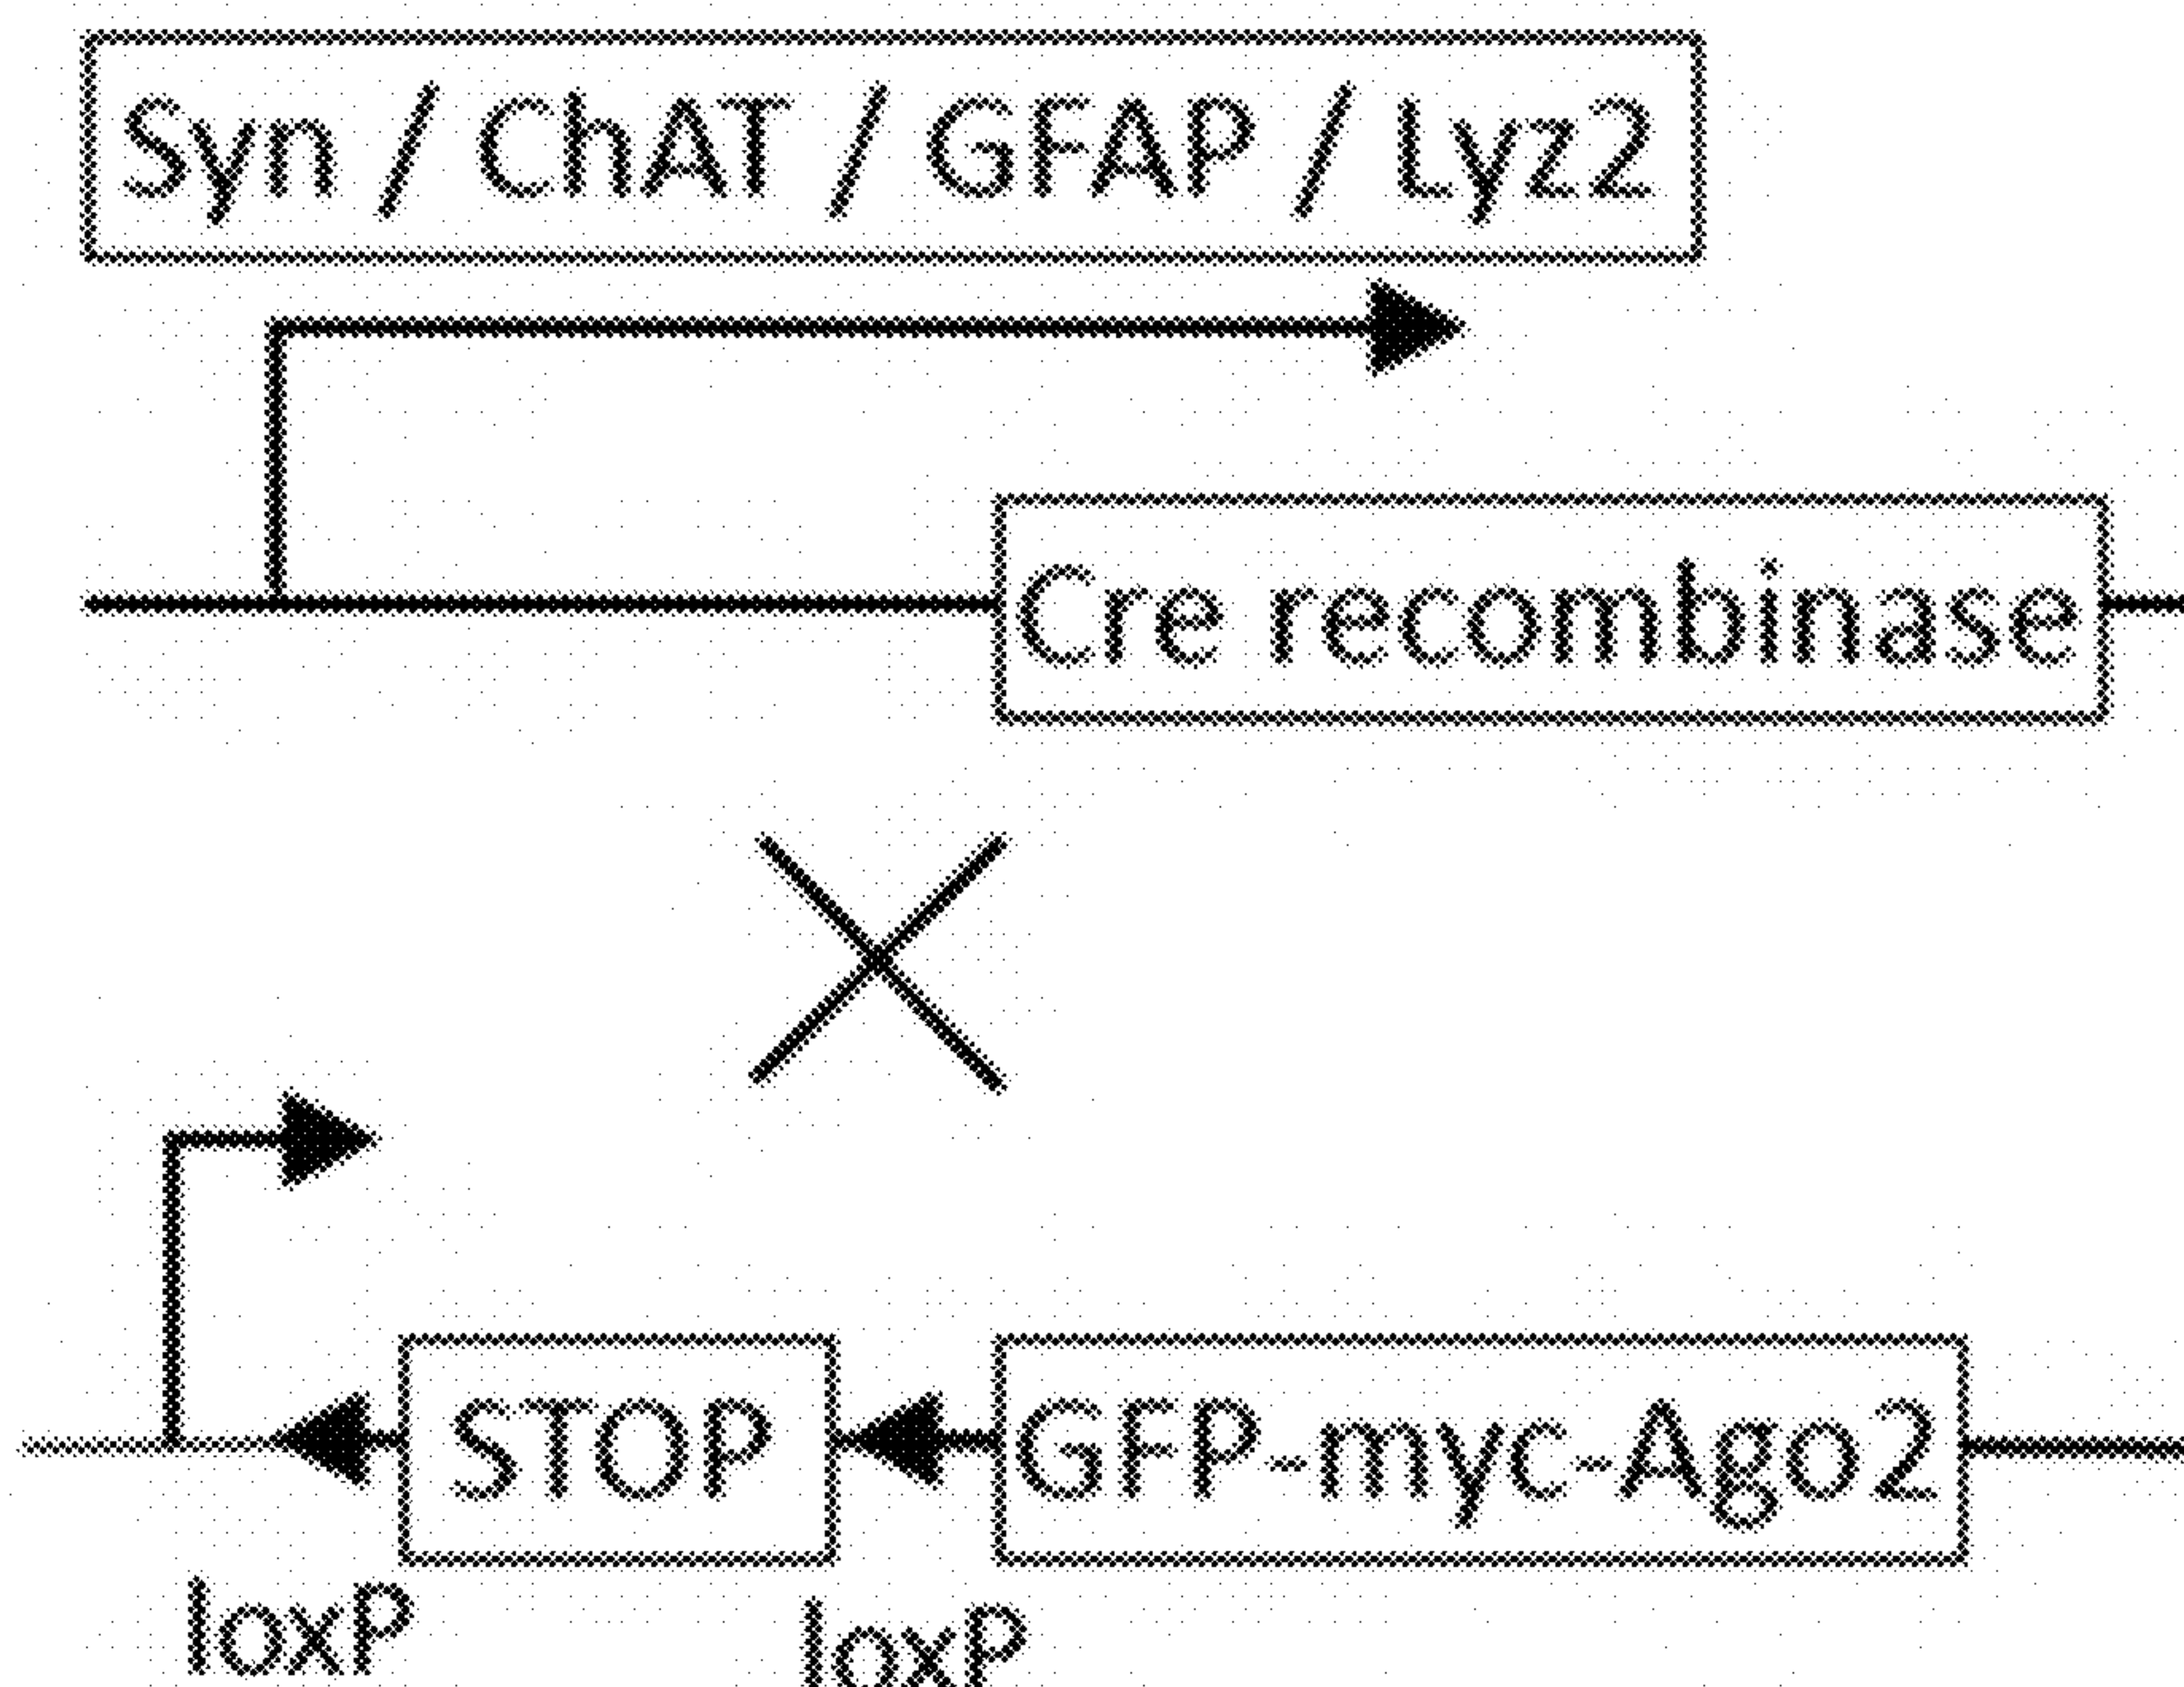 Syn / ChAT / GFAP / Lyz2
Cre recombinase
STOP
GFP-myc-Ago2
loxP
loxP